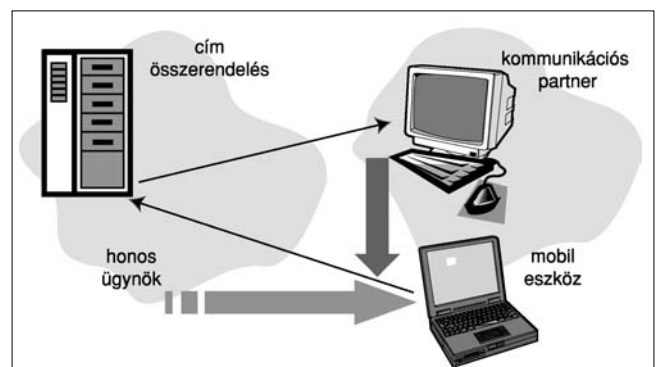 cím
összerendelés
kommunikációs
partner
honos
ügynök
mobil
eszköz